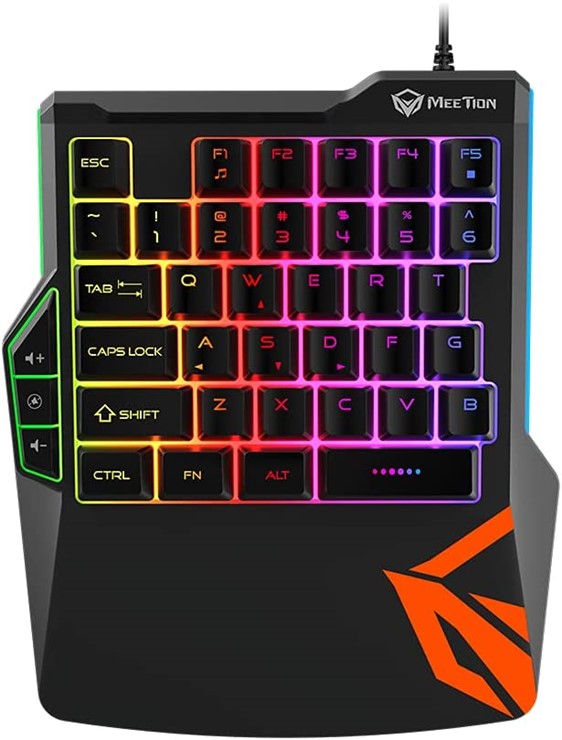 MEETION
ESC F1 F2 F3 F4 F5
~ ` ! 1 @ 2 # 3 $ 4 % 5 ^ 6
TAB Q W E R T
CAPS LOCK A S D F G
SHIFT Z X C V B
CTRL FN ALT